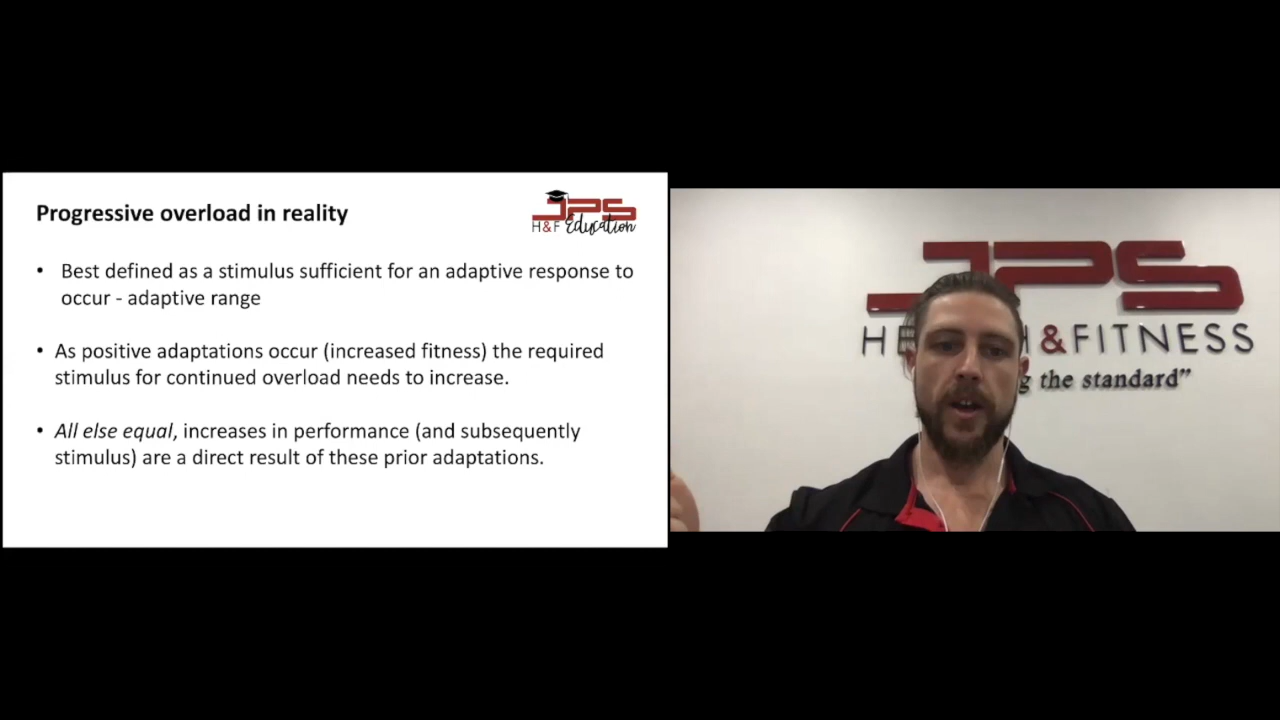 Progressive overload in reality
JPS
H&F Education
• Best defined as a stimulus sufficient for an adaptive response to
occur - adaptive range
• As positive adaptations occur (increased fitness) the required
stimulus for continued overload needs to increase.
• All else equal, increases in performance (and subsequently
stimulus) are a direct result of these prior adaptations.
JPS
&FITNESS
the standard”